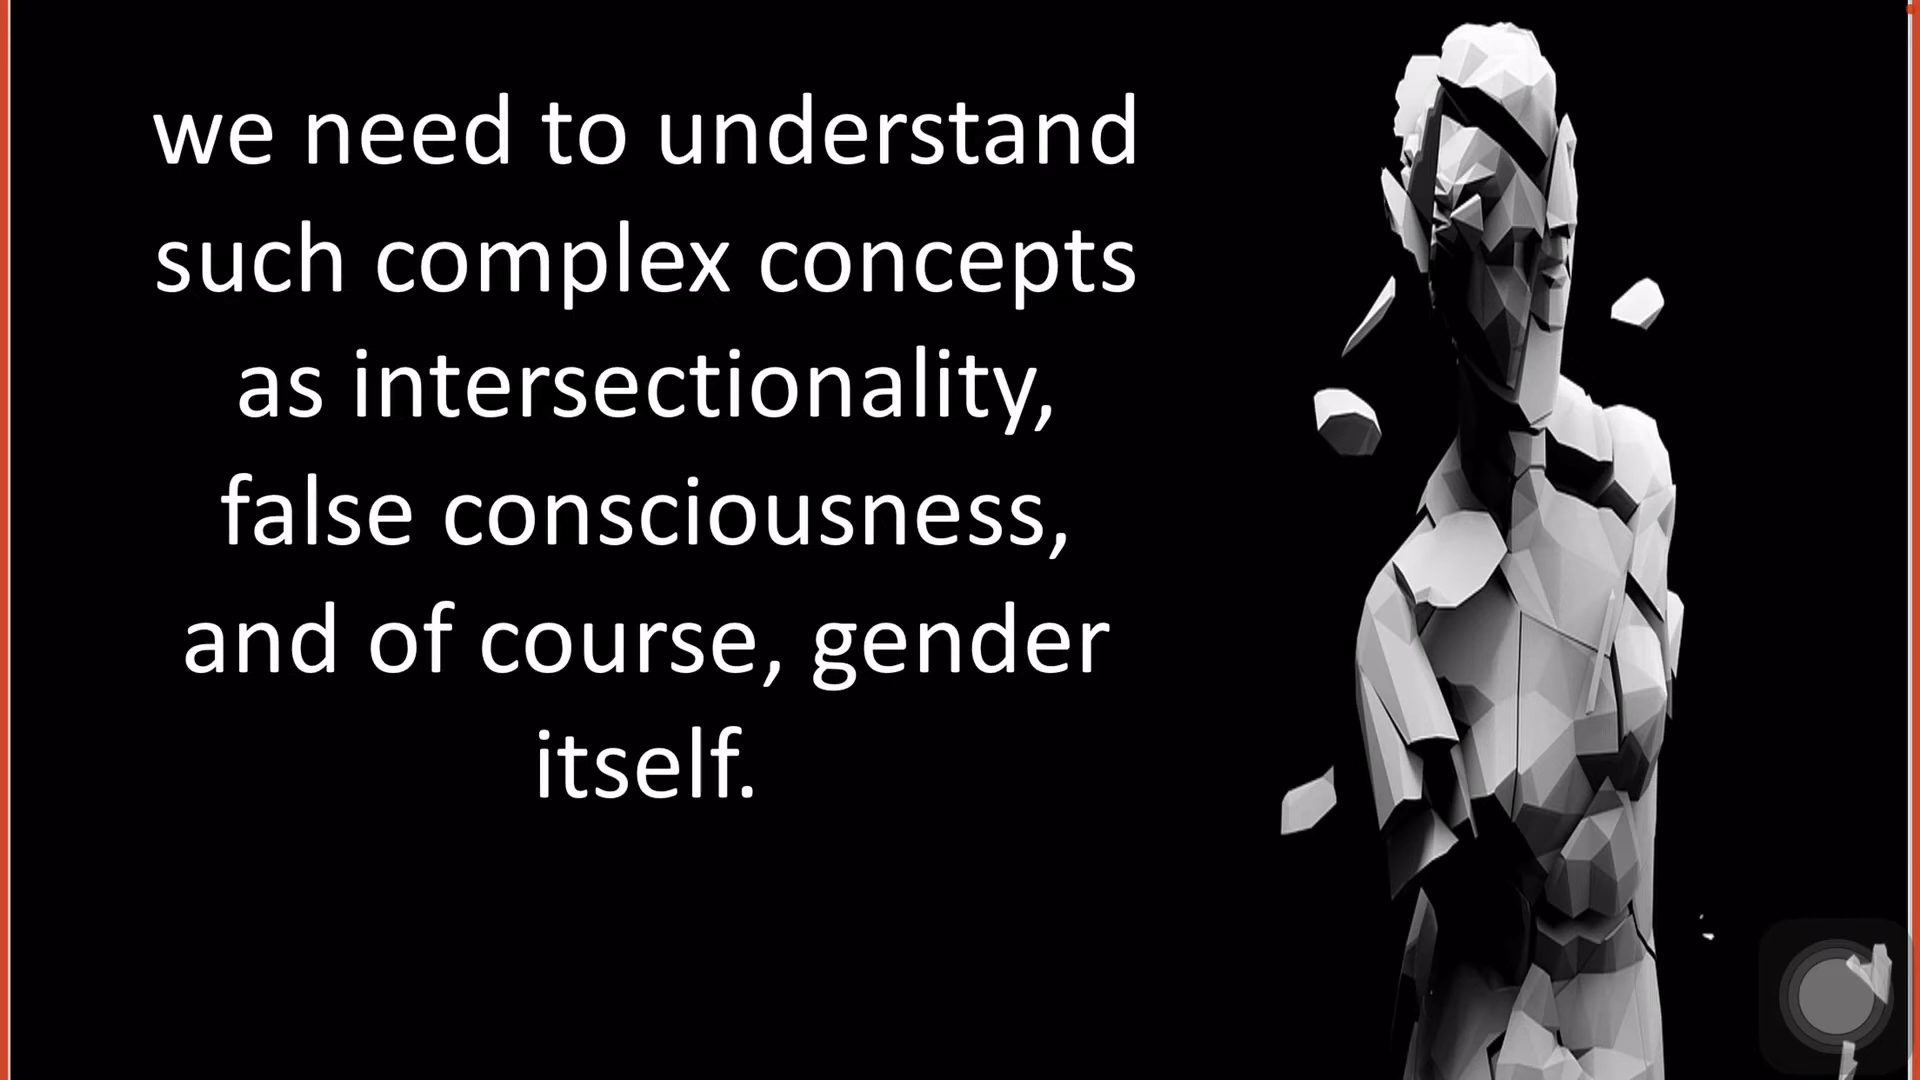 we need to understand
such complex concepts
as intersectionality,
false consciousness,
and of course, gender
itself.